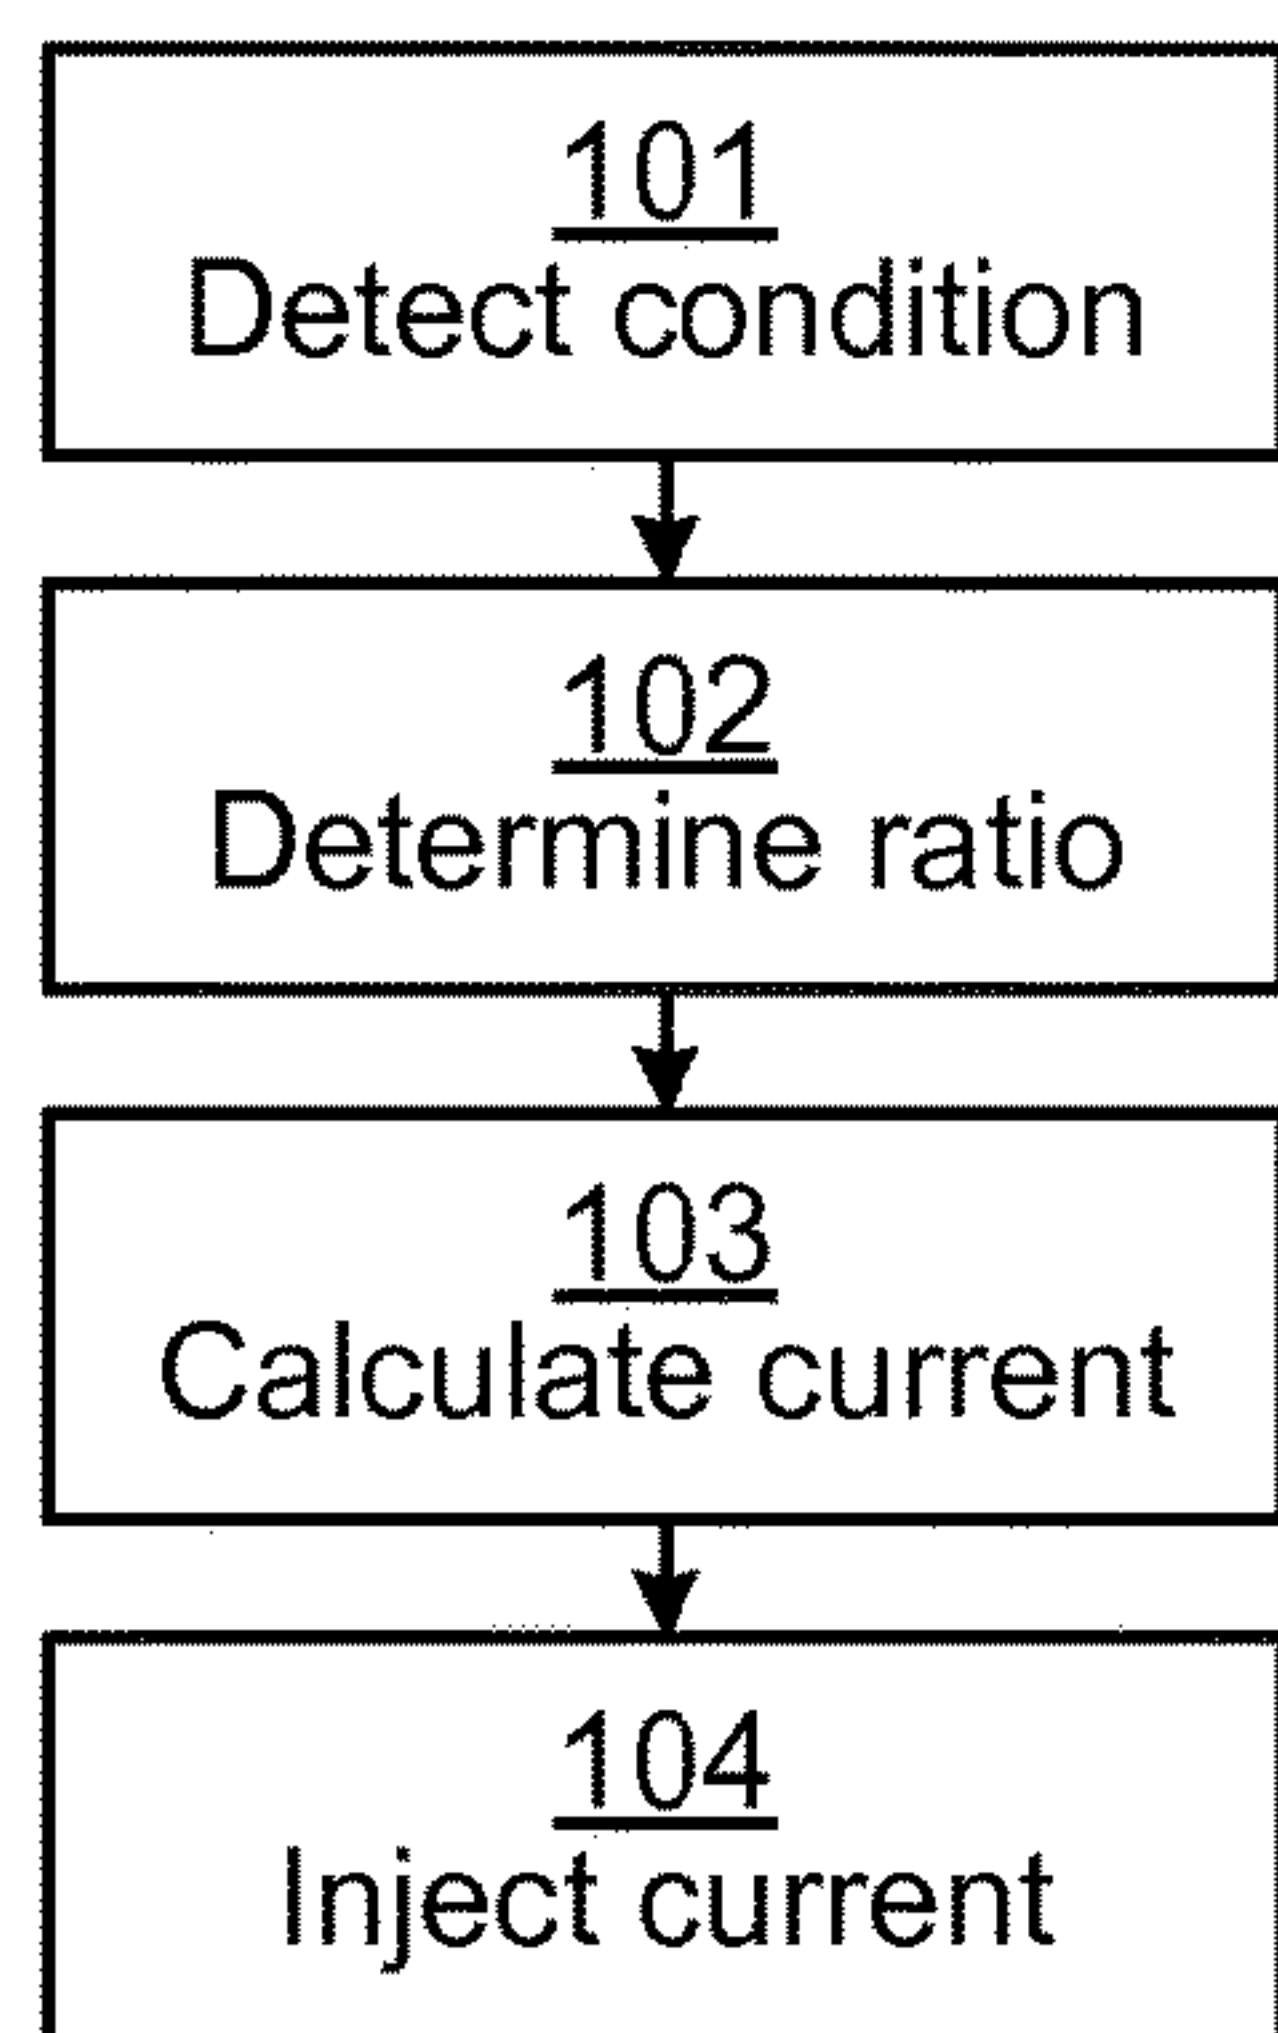 101
Detect condition
102
Determine ratio
103
Calculate current
104
Inject current